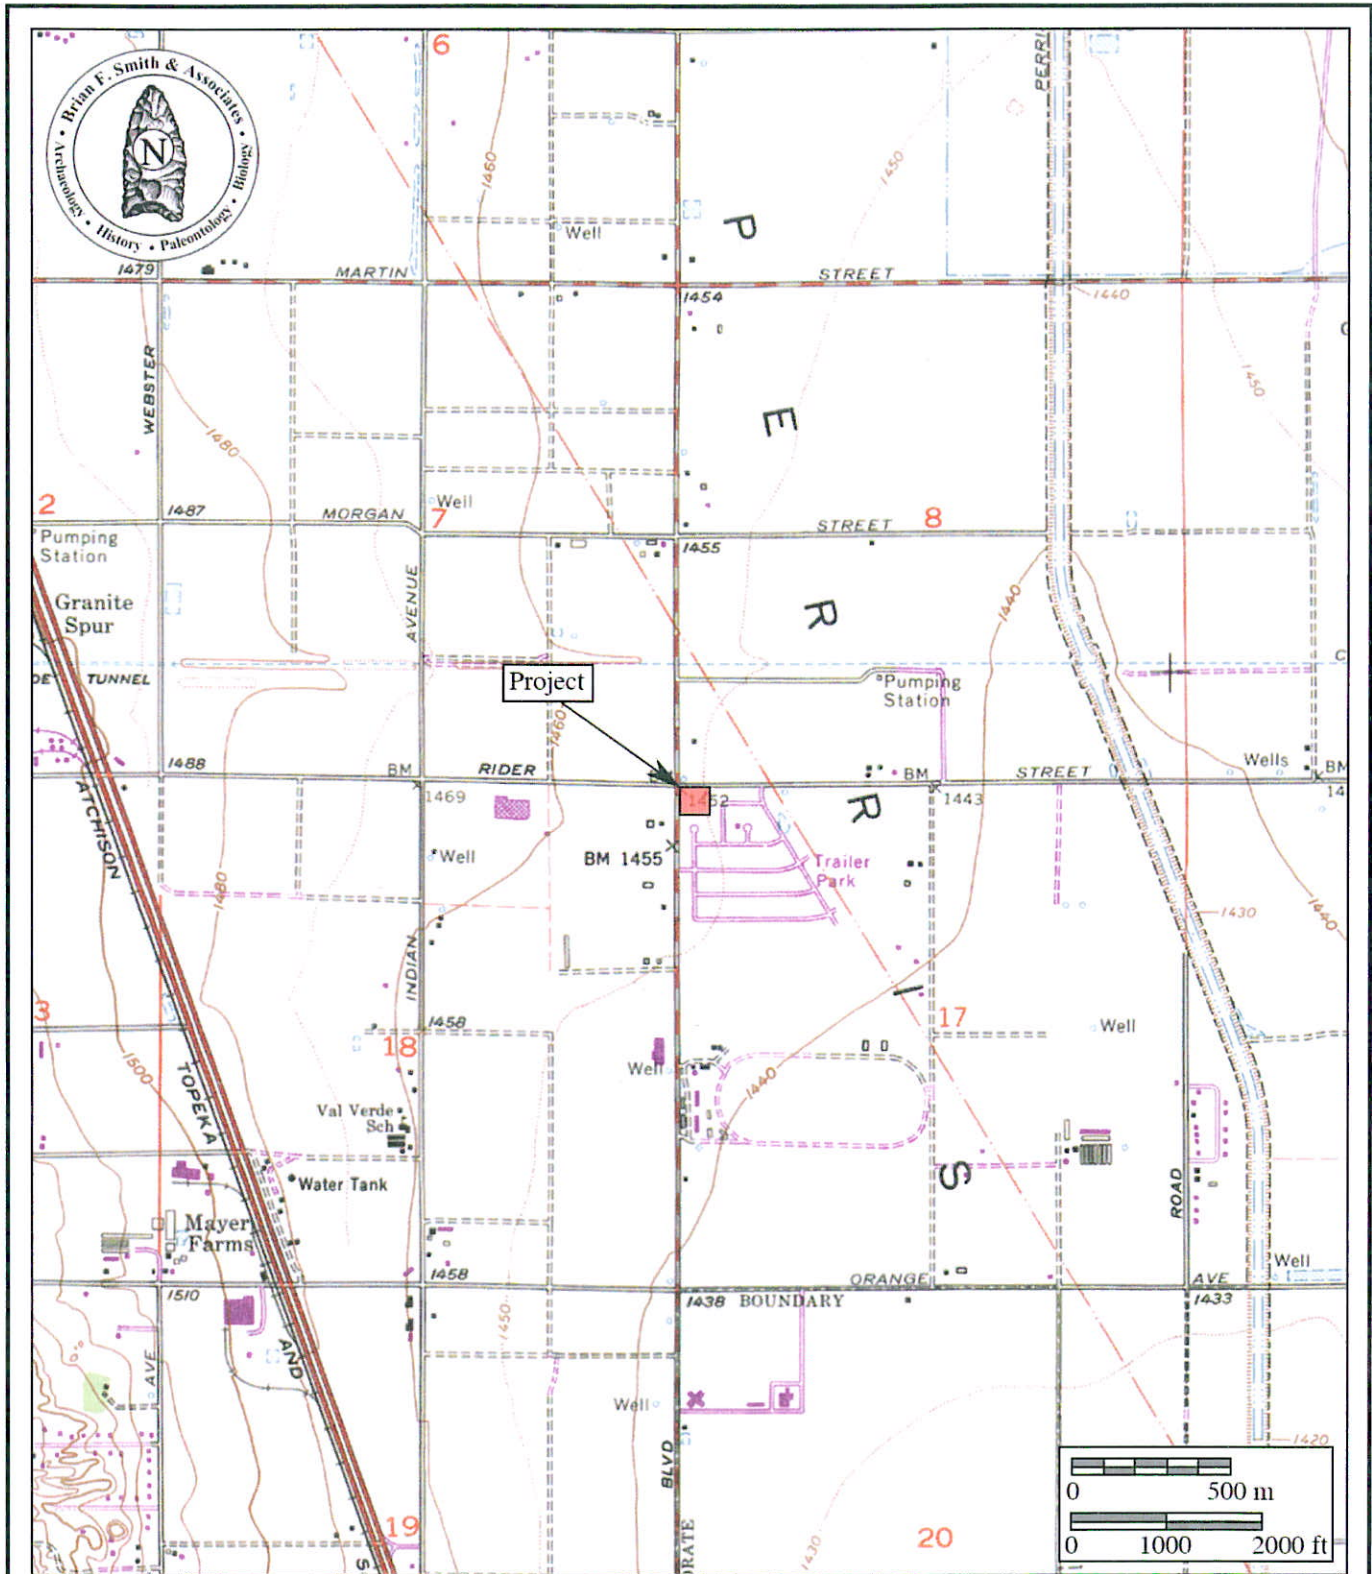 Brian F. Smith & Associates
Archaeology • History • Paleontology • Biology
N
6
PERRI
1460
1450
Well
P
1479
MARTIN
STREET
1454
1440
WEBSTER
E
1450
1480
2
1487
MORGAN
Well
7
STREET
8
Pumping
Station
1455
Granite
Spur
AVENUE
R
1440
C
TUNNEL
Project
Pumping
Station
1460
1488
BM
RIDER
BM
STREET
Wells
BM
1469
1452
1443
14
R
ATCHISON
Well
BM 1455
Trailer
Park
1480
1430
1440
INDIAN
I
3
1458
17
Well
18
1500
TOPEKA
Well
1440
Val Verde
Sch
Water Tank
S
ROAD
Mayer
Farms
Well
1458
ORANGE
AVE
1510
1438
BOUNDARY
1433
1450
AND
AVE
Well
BLVD
1420
0 500 m
0 1000 2000 ft
19
1430
20
S
RATE